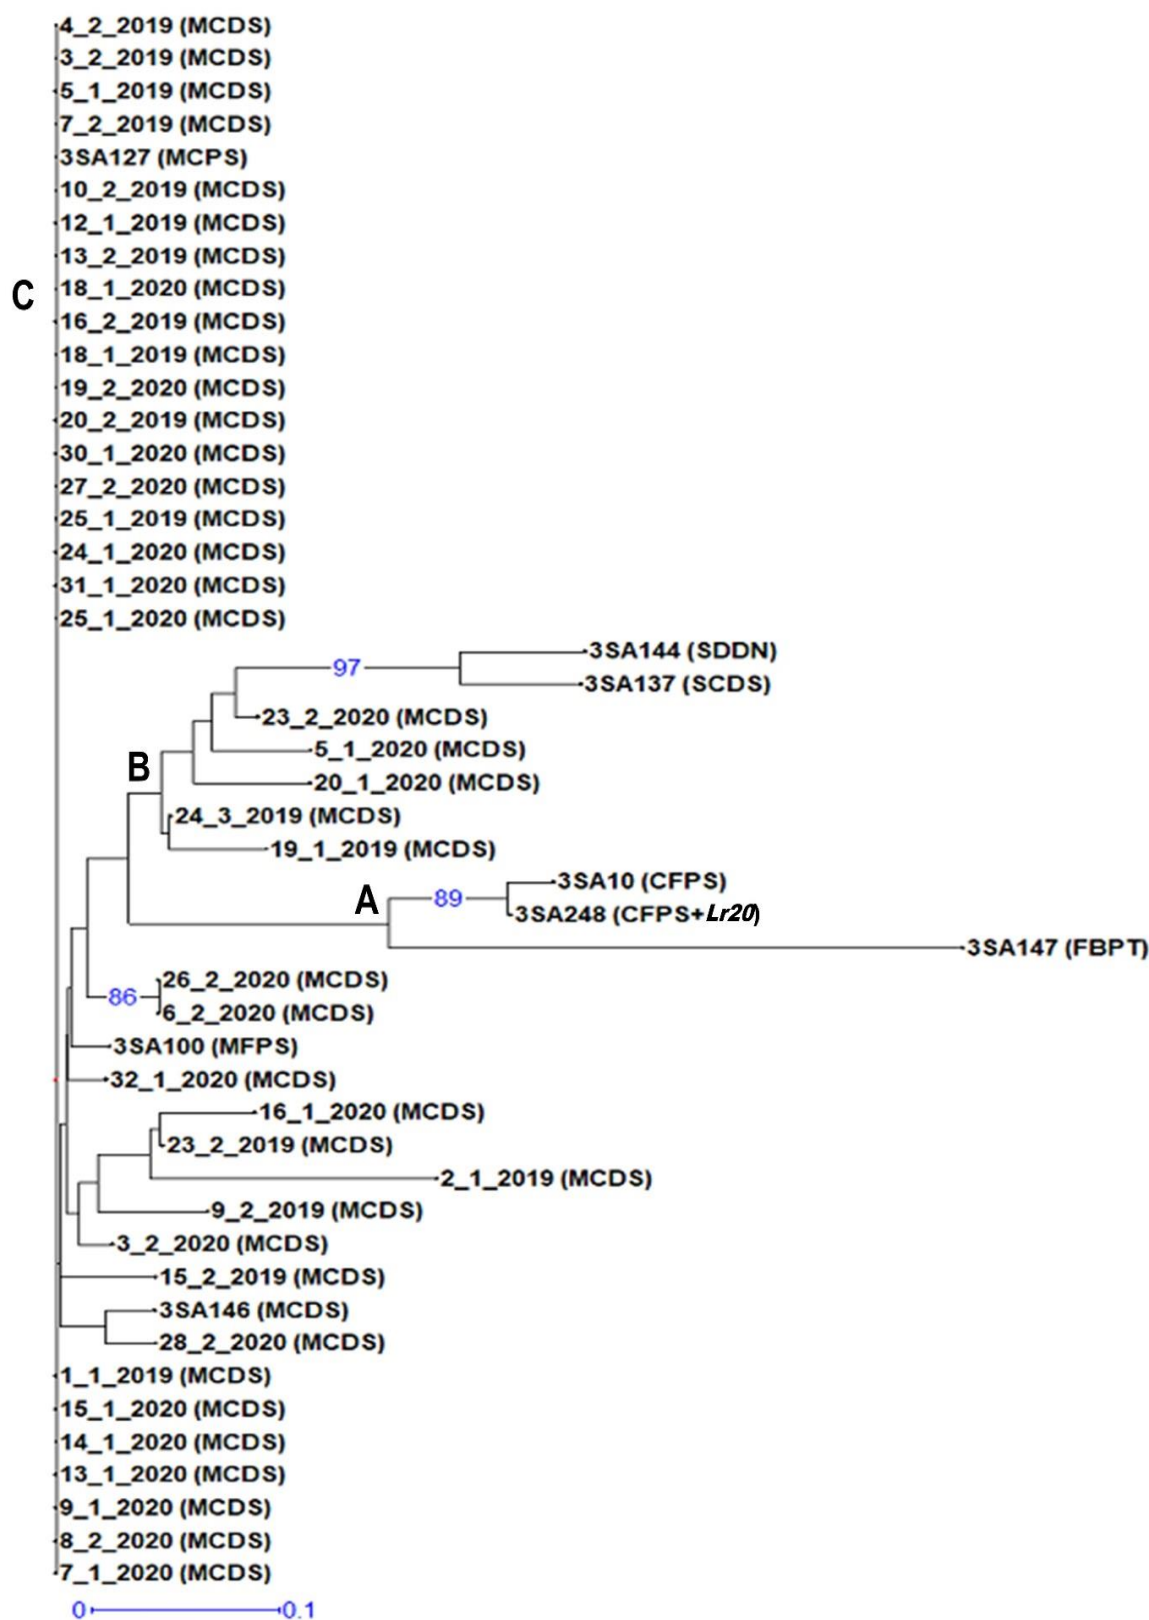 4_2_2019 (MCDS)
3_2_2019 (MCDS)
5_1_2019 (MCDS)
7_2_2019 (MCDS)
3SA127 (MCPS)
10_2_2019 (MCDS)
12_1_2019 (MCDS)
13_2_2019 (MCDS)
C
18_1_2020 (MCDS)
16_2_2019 (MCDS)
18_1_2019 (MCDS)
19_2_2020 (MCDS)
20_2_2019 (MCDS)
30_1_2020 (MCDS)
27_2_2020 (MCDS)
25_1_2019 (MCDS)
24_1_2020 (MCDS)
31_1_2020 (MCDS)
25_1_2020 (MCDS)
3SA144 (SDDN)
97
3SA137 (SCDS)
23_2_2020 (MCDS)
5_1_2020 (MCDS)
B
20_1_2020 (MCDS)
24_3_2019 (MCDS)
19_1_2019 (MCDS)
3SA10 (CFPS)
A
89
3SA248 (CFPS+Lr20)
3SA147 (FBPT)
26_2_2020 (MCDS)
86
6_2_2020 (MCDS)
3SA100 (MFPS)
32_1_2020 (MCDS)
16_1_2020 (MCDS)
23_2_2019 (MCDS)
2_1_2019 (MCDS)
9_2_2019 (MCDS)
3_2_2020 (MCDS)
15_2_2019 (MCDS)
3SA146 (MCDS)
28_2_2020 (MCDS)
1_1_2019 (MCDS)
15_1_2020 (MCDS)
14_1_2020 (MCDS)
13_1_2020 (MCDS)
9_1_2020 (MCDS)
8_2_2020 (MCDS)
7_1_2020 (MCDS)
0 0.1